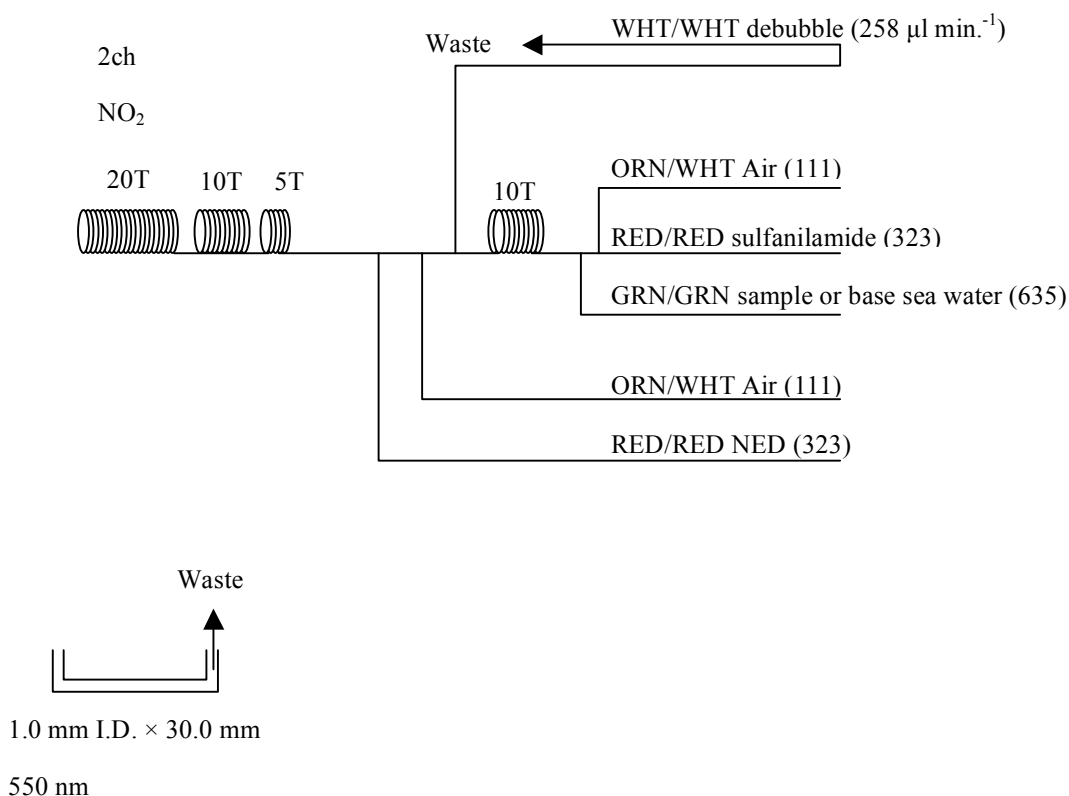 WHT/WHT debubble (258 µl min.⁻¹)
Waste
2ch
NO₂
20T
10T
5T
10T
ORN/WHT Air (111)
RED/RED sulfanilamide (323)
GRN/GRN sample or base sea water (635)
ORN/WHT Air (111)
RED/RED NED (323)
Waste
1.0 mm I.D. × 30.0 mm
550 nm